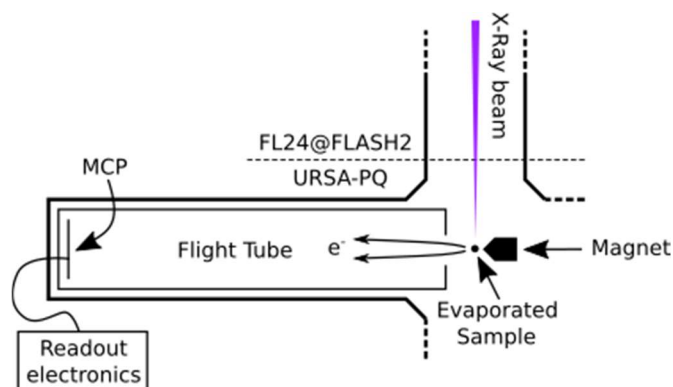 X-Ray beam
FL24@FLASH2
MCP
URSA-PQ
Flight Tube
e-
Magnet
Evaporated
Sample
Readout
electronics